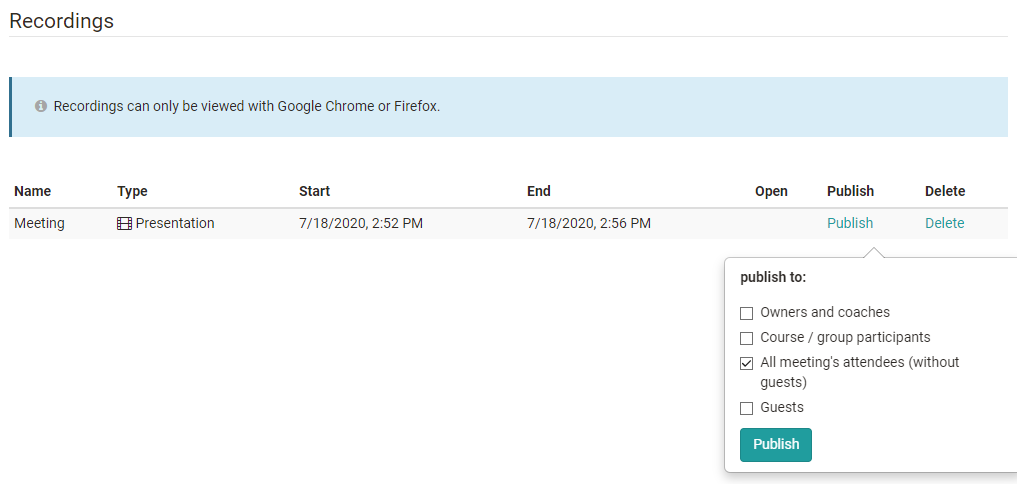 Recordings
Recordings can only be viewed with Google Chrome or Firefox.
Name Type Start End Open Publish Delete
Meeting Presentation 7/18/2020, 2:52 PM 7/18/2020, 2:56 PM Publish Delete
publish to:
Owners and coaches
Course / group participants
All meeting's attendees (without
guests)
Guests
Publish